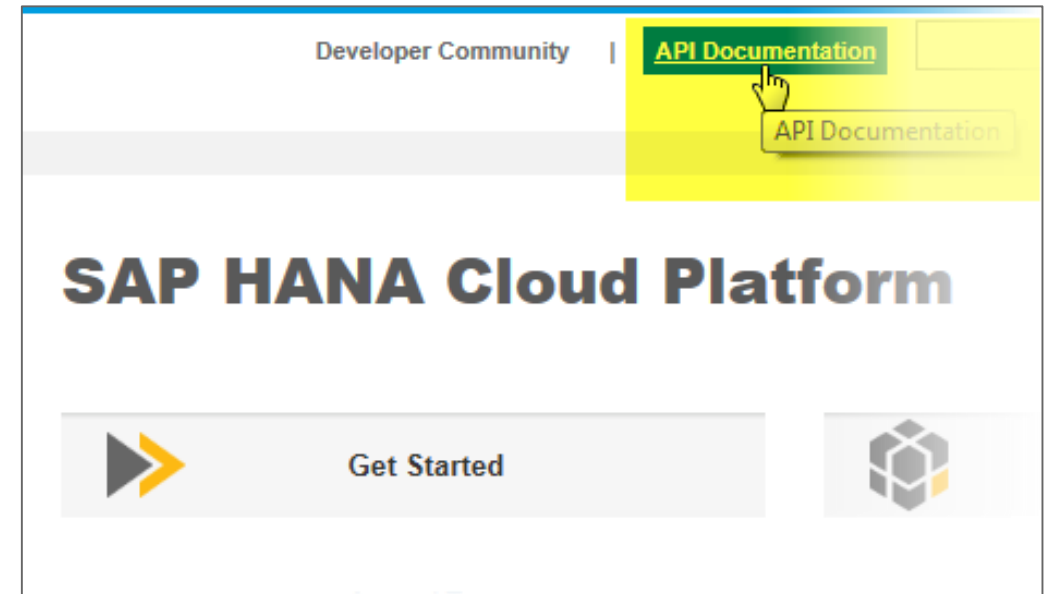 Developer Community | API Documentation
API Documentation
SAP HANA Cloud Platform
Get Started